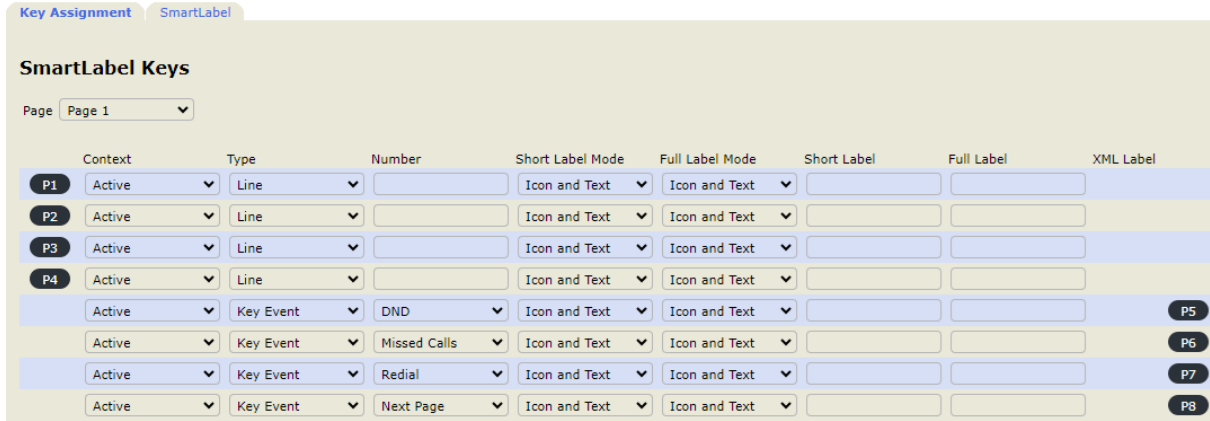 Key Assignment SmartLabel
SmartLabel Keys
Page Page 1
Context Type Number Short Label Mode Full Label Mode Short Label Full Label XML Label
P1 Active Line Icon and Text Icon and Text
P2 Active Line Icon and Text Icon and Text
P3 Active Line Icon and Text Icon and Text
P4 Active Line Icon and Text Icon and Text
Active Key Event DND Icon and Text Icon and Text P5
Active Key Event Missed Calls Icon and Text Icon and Text P6
Active Key Event Redial Icon and Text Icon and Text P7
Active Key Event Next Page Icon and Text Icon and Text P8